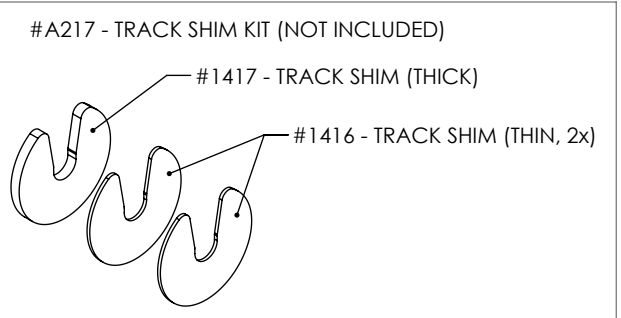 #A217 - TRACK SHIM KIT (NOT INCLUDED)
#1417 - TRACK SHIM (THICK)
#1416 - TRACK SHIM (THIN, 2x)